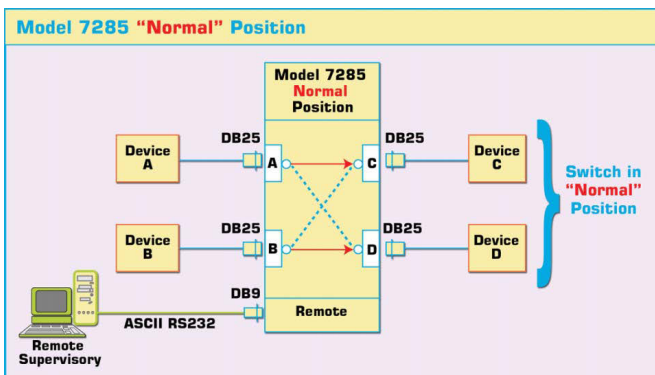 Model 7285 “Normal” Position
Model 7285
Normal
Position
DB25
DB25
Device
A
A
C
Device
C
Switch in
“Normal”
Position
DB25
DB25
Device
B
B
D
Device
D
DB9
Remote
ASCII RS232
Remote
Supervisory